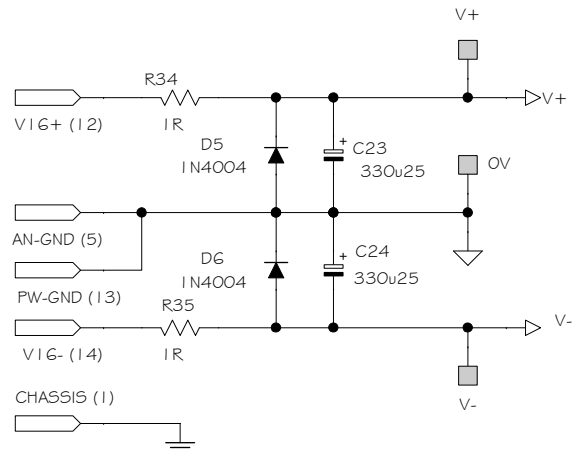 V+
R34
V+
V16+ (12)
1R
D5
1N4004
C23
330u25
+
0V
AN-GND (5)
D6
1N4004
C24
330u25
+
PW-GND (13)
R35
V-
V16- (14)
1R
CHASSIS (1)
V-